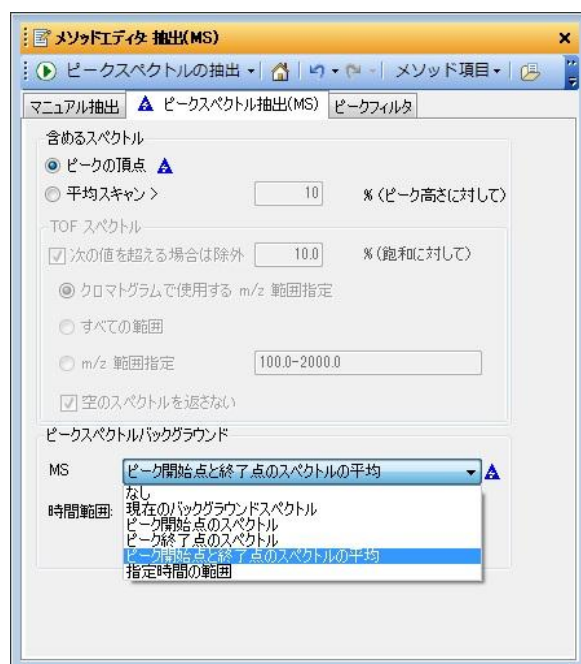 メソッドエディタ: 抽出(MS)
ピークスペクトルの抽出 メソッド項目
マニュアル抽出 ピークスペクトル抽出(MS) ピークフィルタ
含めるスペクトル
ピークの頂点
平均スキャン > 10 % (ピーク高さに対して)
TOF スペクトル
次の値を超える場合は除外 10.0 % (飽和に対して)
クロマトグラムで使用する m/z 範囲指定
すべての範囲
m/z 範囲指定 100.0-2000.0
空のスペクトルを返さない
ピークスペクトルバックグラウンド
MS ピーク開始点と終了点のスペクトルの平均
なし
時間範囲: 現在のバックグラウンドスペクトル
ピーク開始点のスペクトル
ピーク終了点のスペクトル
ピーク開始点と終了点のスペクトルの平均
指定時間の範囲